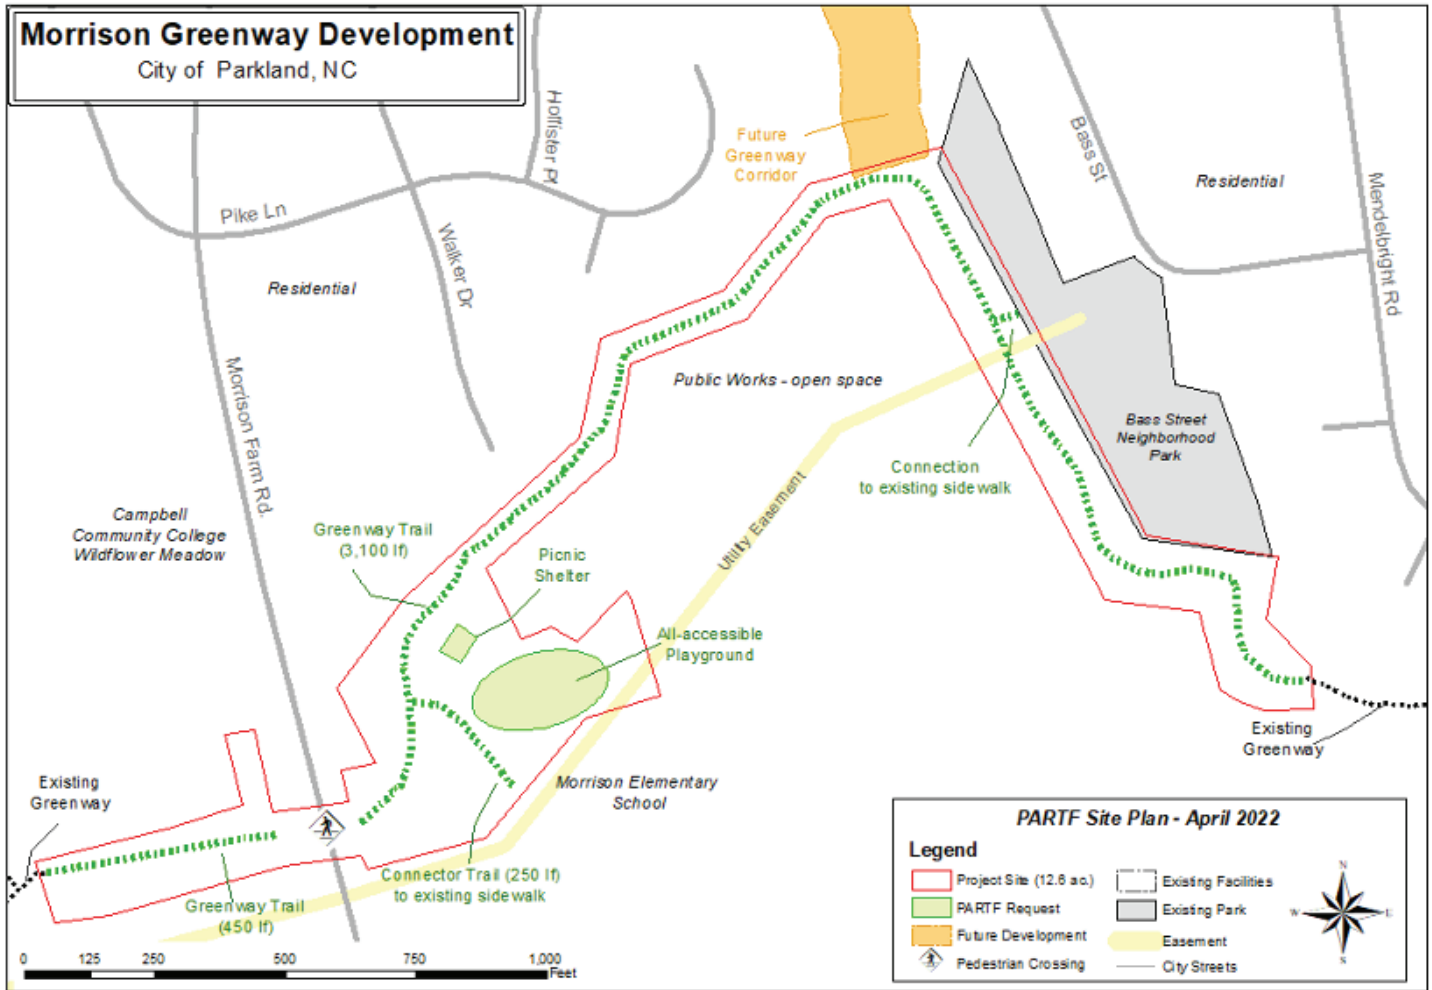 Morrison Greenway Development
City of Parkland, NC
Hollister Pl
Bass St
Future
Greenway
Corridor
Residential
Mendelbright Rd
Pike Ln
Walker Dr
Residential
Morrison Farm Rd.
Public Works - open space
Bass Street
Neighborhood
Park
Connection
to existing sidewalk
Utility Easement
Campbell
Community College
Wildflower Meadow
Greenway Trail
(3,100 lf)
Picnic
Shelter
All-accessible
Playground
Existing
Greenway
Existing
Greenway
Morrison Elementary
School
Connector Trail (250 lf)
to existing sidewalk
Greenway Trail
(450 lf)
PARTF Site Plan - April 2022
Legend
Project Site (12.6 ac.)
PARTF Request
Future Development
Pedestrian Crossing
Existing Facilities
Existing Park
Easement
City Streets
N
W
E
S
0 125 250 500 750 1,000
Feet